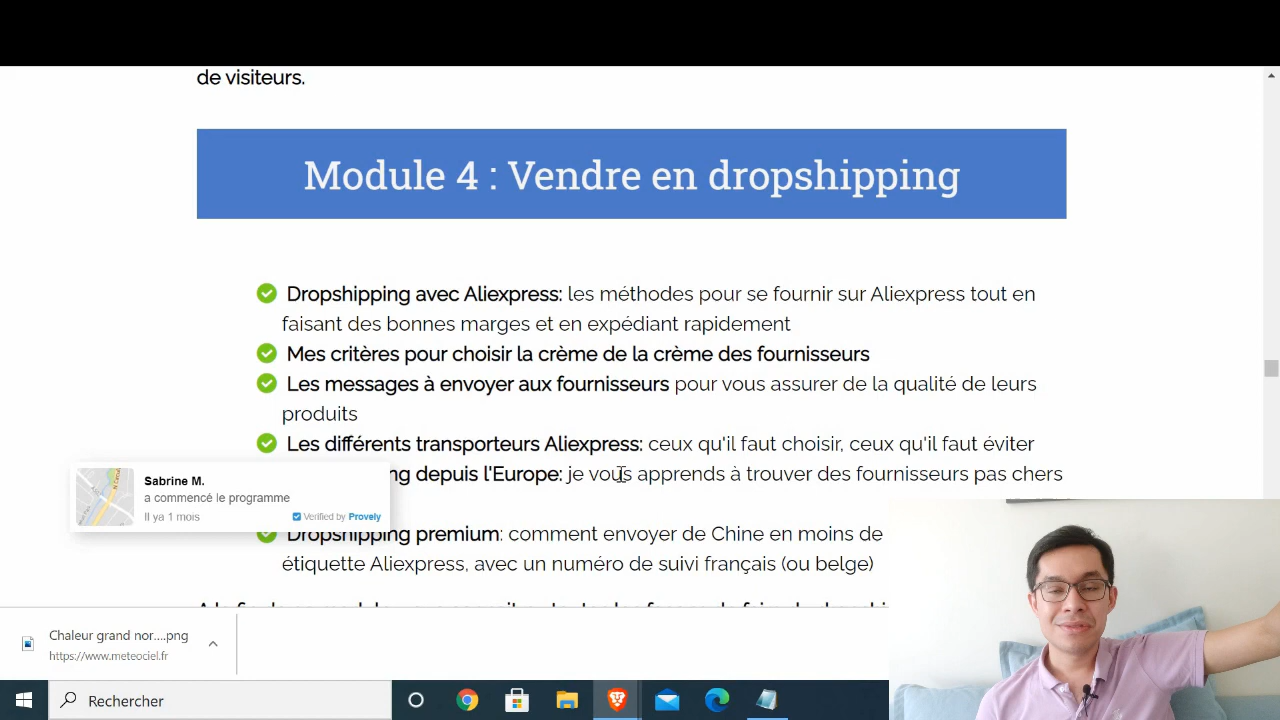 de visiteurs.
Module 4 : Vendre en dropshipping
Dropshipping avec Aliexpress: les méthodes pour se fournir sur Aliexpress tout en
faisant des bonnes marges et en expédiant rapidement
Mes critères pour choisir la crème de la crème des fournisseurs
Les messages à envoyer aux fournisseurs pour vous assurer de la qualité de leurs
produits
Les différents transporteurs Aliexpress: ceux qu'il faut choisir, ceux qu'il faut éviter
depuis l'Europe: je vous apprends à trouver des fournisseurs pas chers
Sabrine M.
a commencé le programme
Il ya 1 mois
Verified by Provely
Dropshipping premium: comment envoyer de Chine en moins de
étiquette Aliexpress, avec un numéro de suivi français (ou belge)
Chaleur grand nor....png
https://www.meteociel.fr
Rechercher